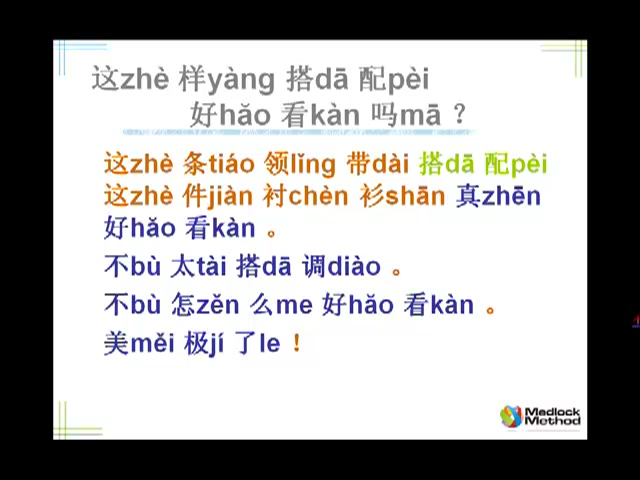 这zhè 样yàng 搭dā 配pèi
好hǎo 看kàn 吗mā ？
这zhè 条tiáo 领lǐng 带dài 搭dā 配pèi
这zhè 件jiàn 衬chèn 衫shān 真zhēn
好hǎo 看kàn 。
不bù 太tài 搭dā 调diào 。
不bù 怎zěn 么me 好hǎo 看kàn 。
美měi 极jí 了le ！
Medlock
Method